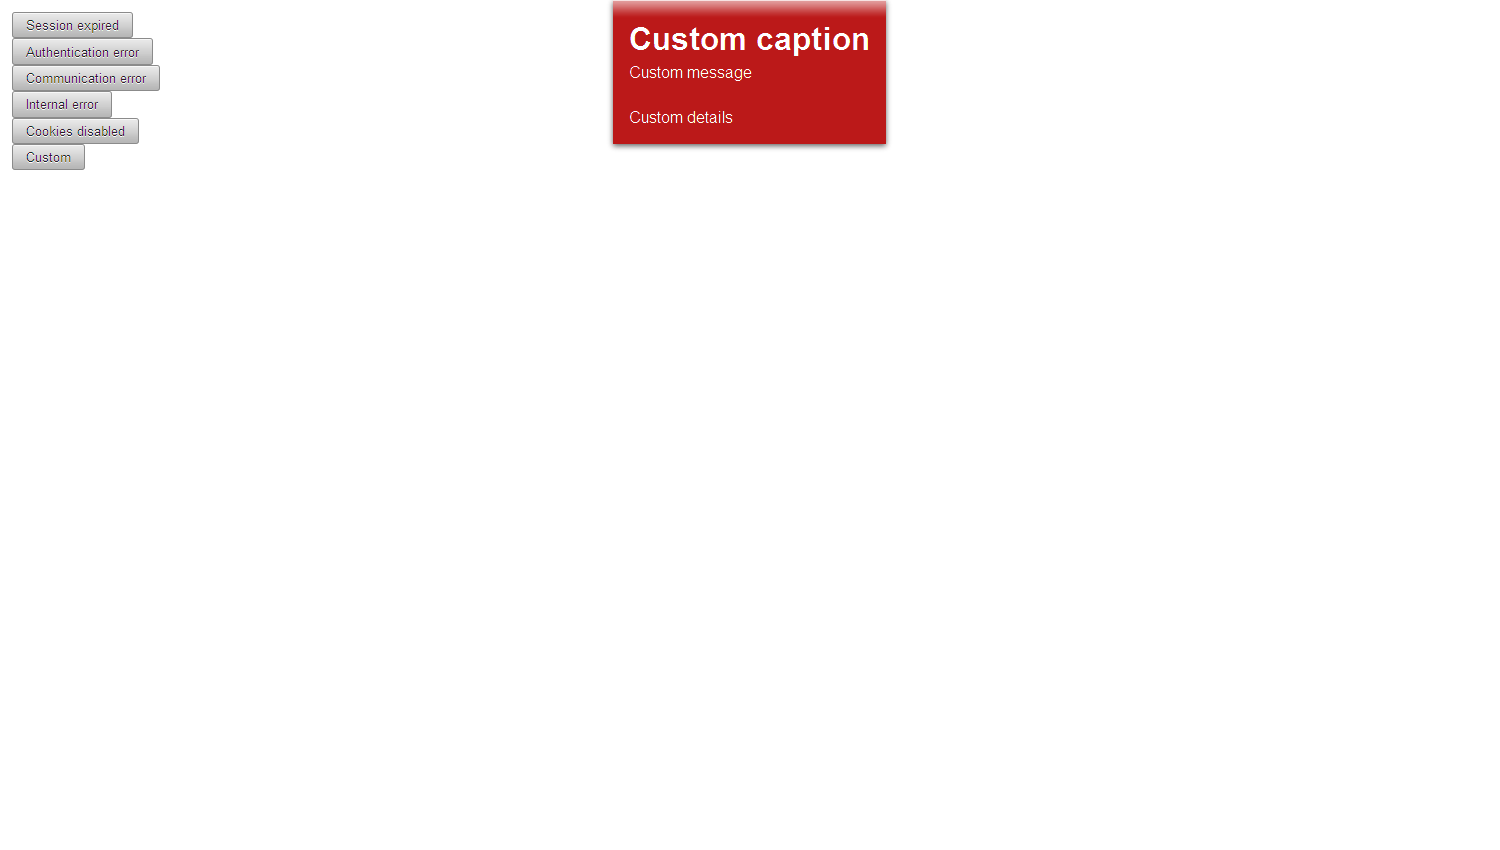 Session expired
Authentication error
Communication error
Internal error
Cookies disabled
Custom
Custom caption
Custom message
Custom details